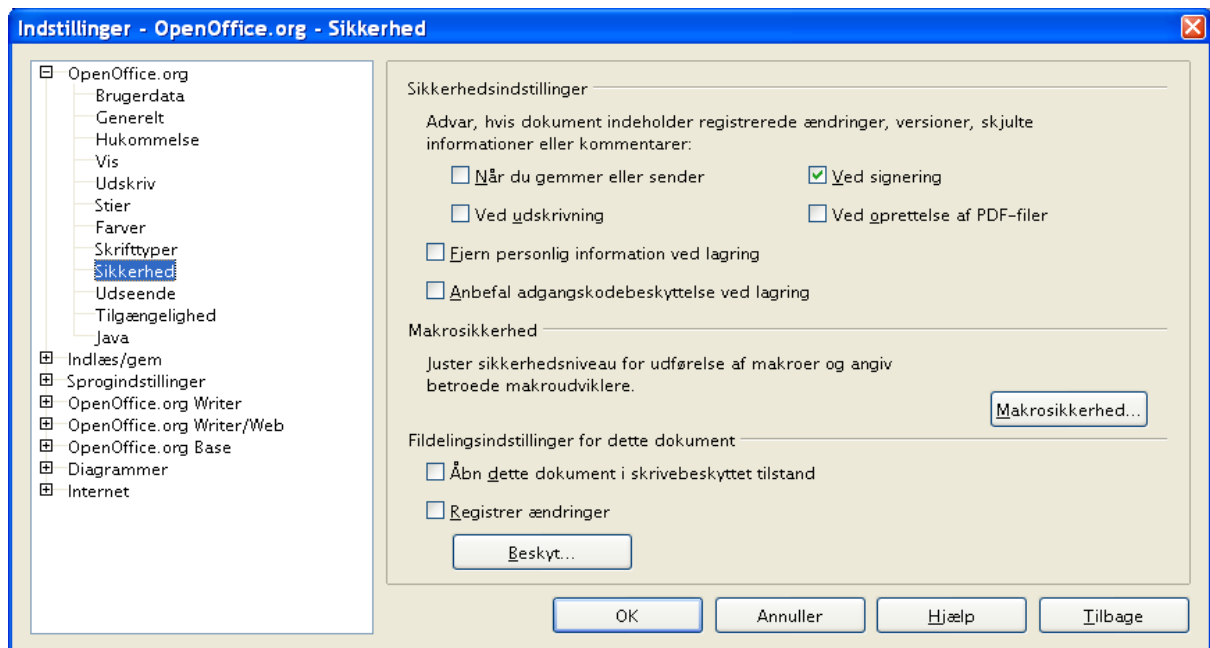 Indstillinger - OpenOffice.org - Sikkerhed
OpenOffice.org
Brugerdata
Generelt
Hukommelse
Vis
Udskriv
Stier
Farver
Skrifttyper
Sikkerhed
Udseende
Tilgængelighed
Java
Indlæs/gem
Sprogindstillinger
OpenOffice.org Writer
OpenOffice.org Writer/Web
OpenOffice.org Base
Diagrammer
Internet
Sikkerhedsindstillinger
Advar, hvis dokument indeholder registrerede ændringer, versioner, skjulte
informationer eller kommentarer:
Når du gemmer eller sender
Ved signering
Ved udskrivning
Ved oprettelse af PDF-filer
Fjern personlig information ved lagring
Anbefal adgangskodebeskyttelse ved lagring
Makrosikkerhed
Juster sikkerhedsniveau for udførelse af makroer og angiv
betroede makroudviklere.
Makrosikkerhed...
Fildelingsindstillinger for dette dokument
Åbn dette dokument i skrivebeskyttet tilstand
Registrer ændringer
Beskyt...
OK
Annuller
Hjælp
Tilbage